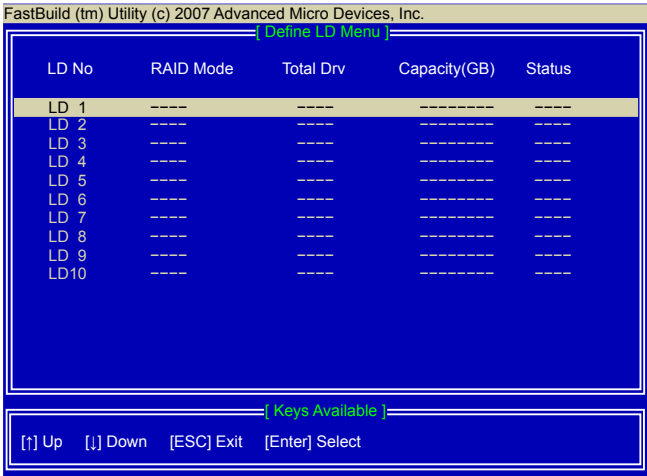 FastBuild (tm) Utility (c) 2007 Advanced Micro Devices, Inc.
[ Define LD Menu ]
LD No RAID Mode Total Drv Capacity(GB) Status
LD 1 ---- ---- -------- ----
LD 2 ---- ---- -------- ----
LD 3 ---- ---- -------- ----
LD 4 ---- ---- -------- ----
LD 5 ---- ---- -------- ----
LD 6 ---- ---- -------- ----
LD 7 ---- ---- -------- ----
LD 8 ---- ---- -------- ----
LD 9 ---- ---- -------- ----
LD10 ---- ---- -------- ----
[ Keys Available ]
[↑] Up [↓] Down [ESC] Exit [Enter] Select